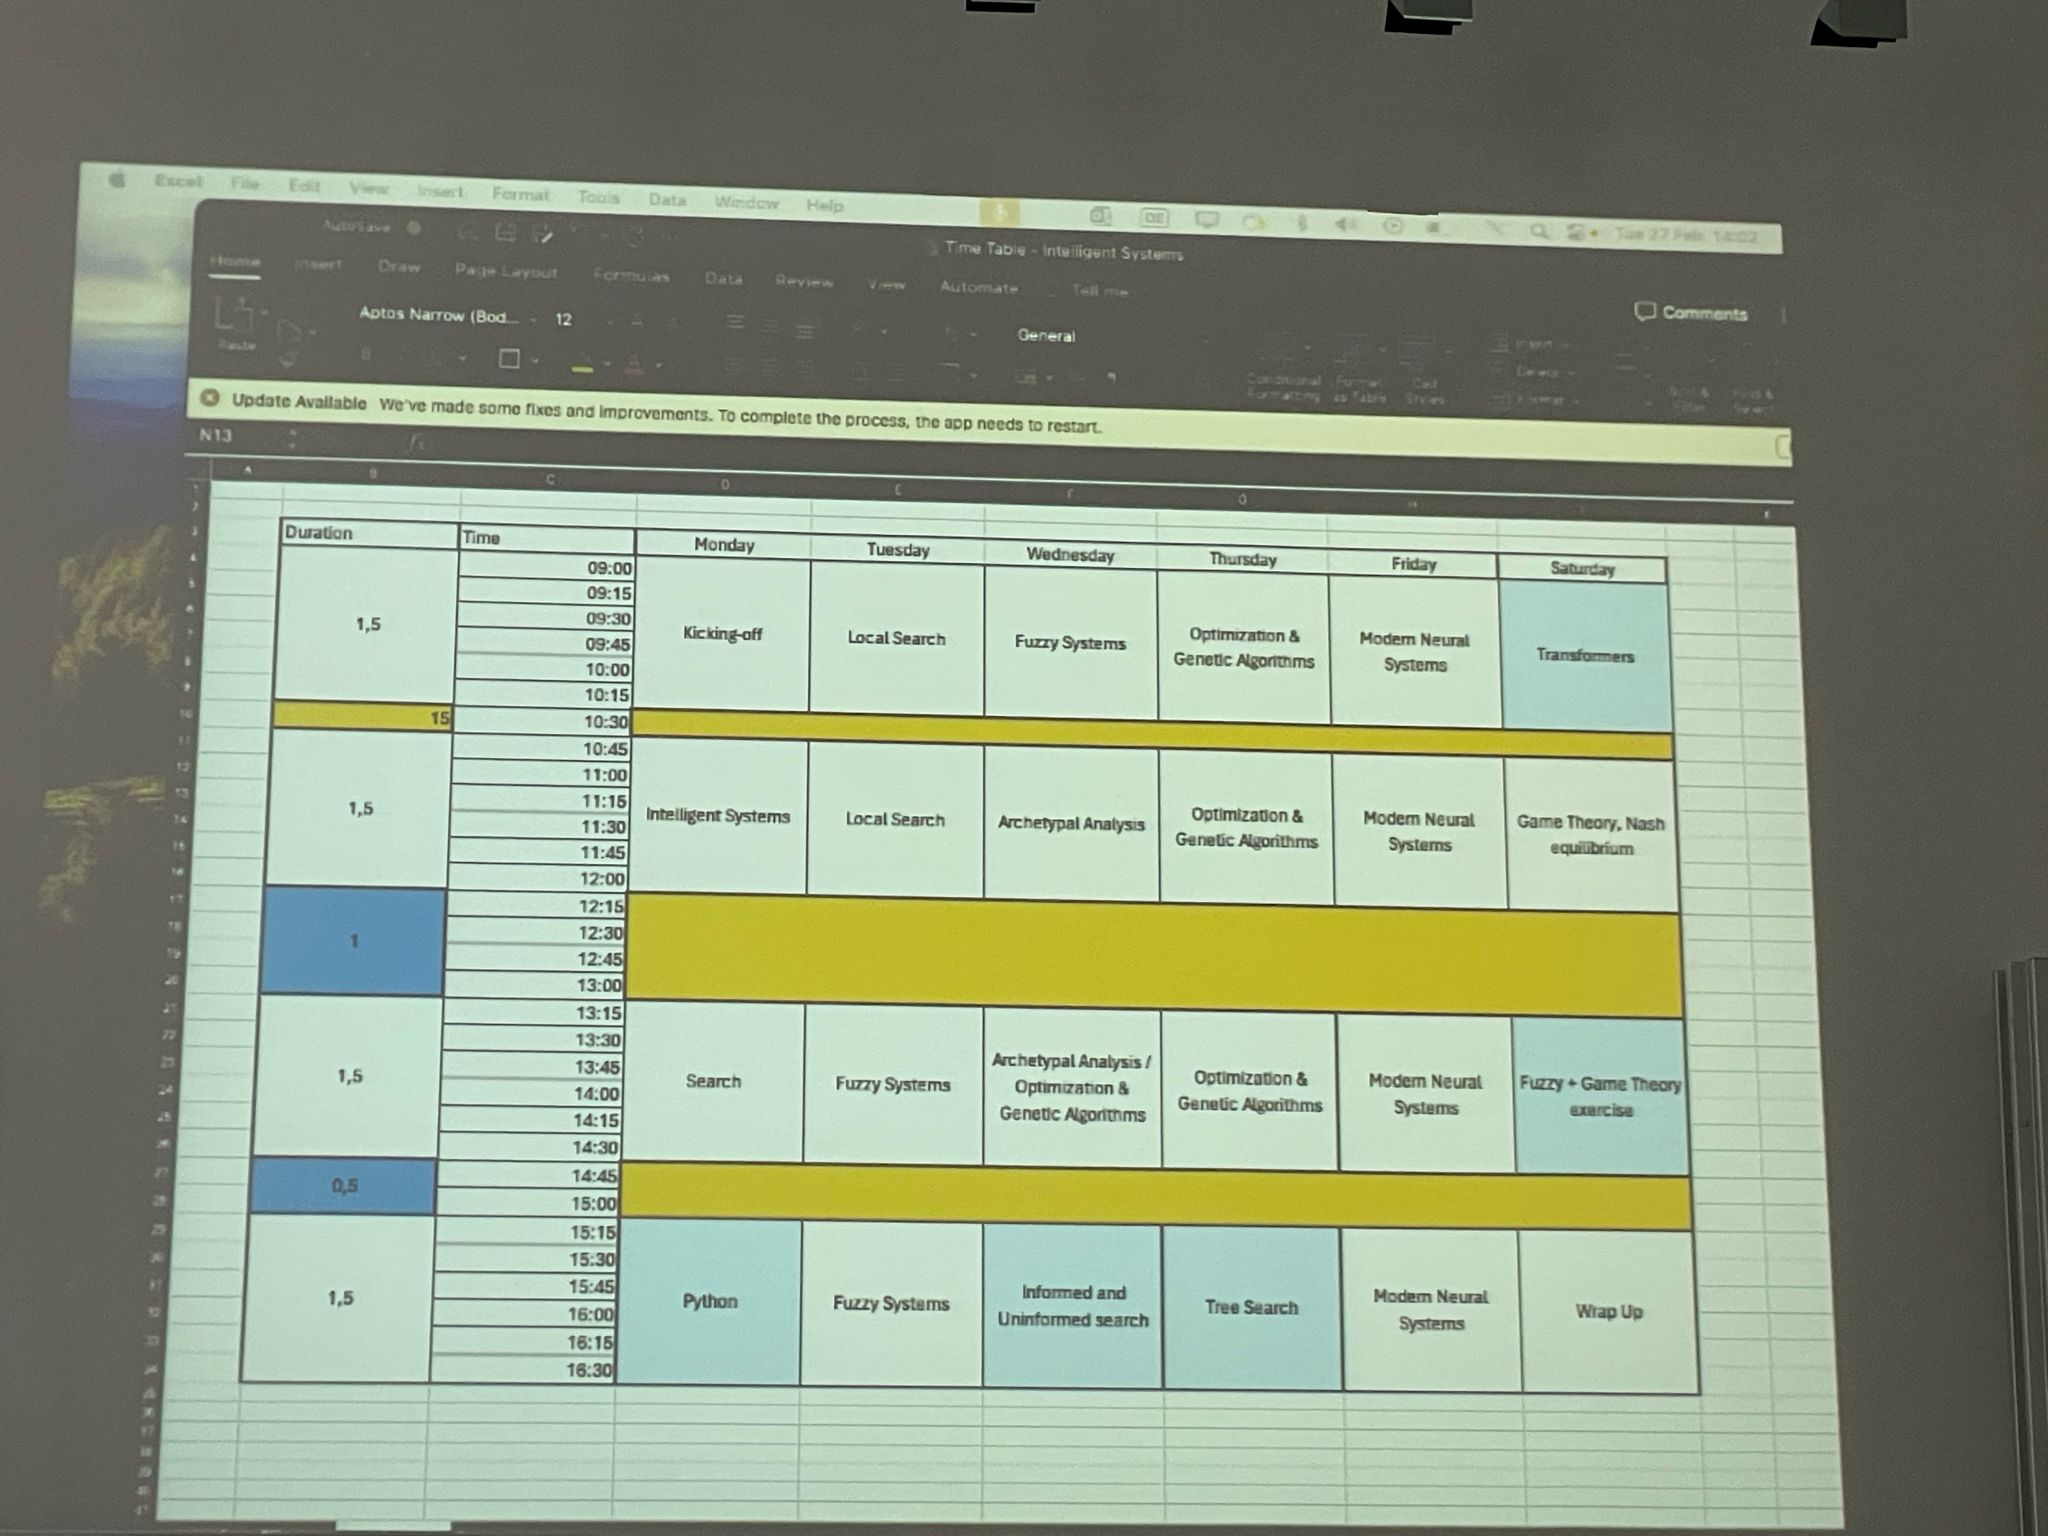 Excel File Edit View Insert Format Tools Data Window Help DE Tue 27 Feb 14:02
AutoSave
Time Table - Intelligent Systems
Home Insert Draw Page Layout Formulas Data Review View Automate Tell me
Comments
Paste
Aptos Narrow (Bod... 12
General
Conditional Formatting
Format as Table
Cell Styles
Insert
Delete
Format
Update Available We've made some fixes and improvements. To complete the process, the app needs to restart.
N13 fx
Duration Time Monday Tuesday Wednesday Thursday Friday Saturday
09:00
09:15
09:30
09:45
10:00
10:15
1,5
Kicking-off
Local Search
Fuzzy Systems
Optimization &
Genetic Algorithms
Modern Neural
Systems
Transformers
15 10:30
10:45
11:00
11:15
11:30
11:45
12:00
1,5
Intelligent Systems
Local Search
Archetypal Analysis
Optimization &
Genetic Algorithms
Modern Neural
Systems
Game Theory, Nash
equilibrium
1
12:15
12:30
12:45
13:00
1,5
13:15
13:30
13:45
14:00
14:15
14:30
Search
Fuzzy Systems
Archetypal Analysis /
Optimization &
Genetic Algorithms
Optimization &
Genetic Algorithms
Modern Neural
Systems
Fuzzy + Game Theory
exercise
0,5
14:45
15:00
1,5
15:15
15:30
15:45
16:00
16:15
16:30
Python
Fuzzy Systems
Informed and
Uninformed search
Tree Search
Modern Neural
Systems
Wrap Up